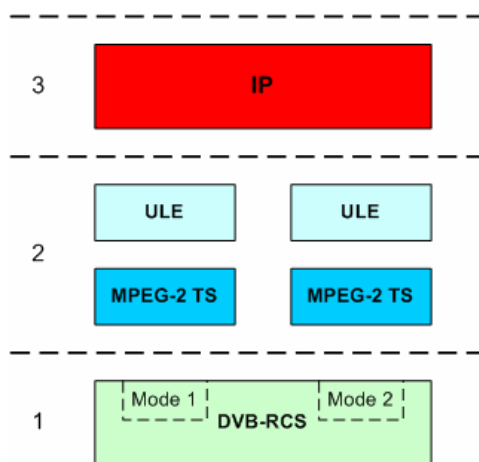 3
IP
2
ULE ULE
MPEG-2 TS MPEG-2 TS
1
Mode 1 Mode 2
DVB-RCS